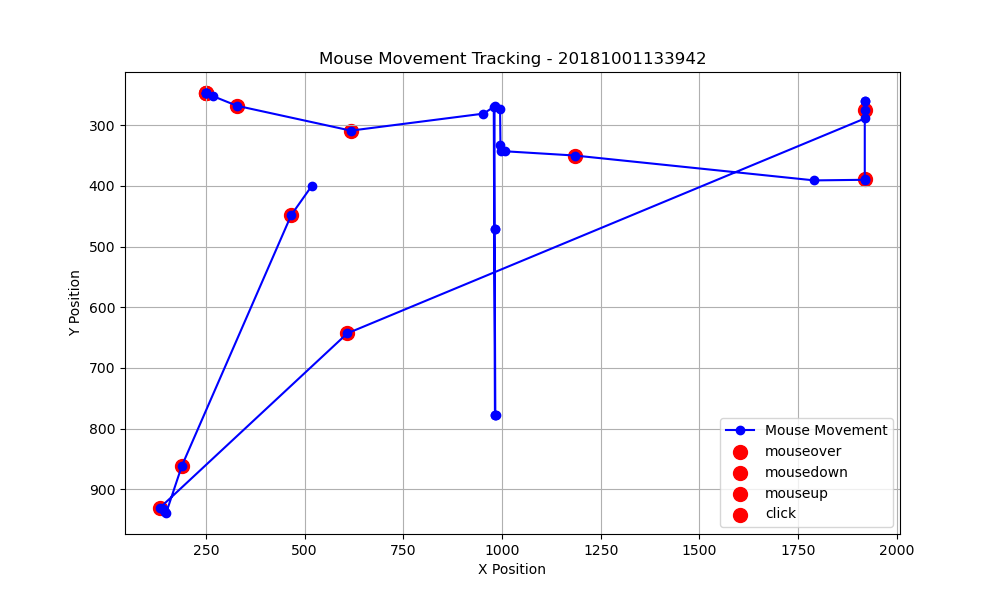 Mouse Movement Tracking - 20181001133942
Y Position
300
400
500
600
700
800
900
Mouse Movement
mouseover
mousedown
mouseup
click
250
500
750
1000
1250
1500
1750
2000
X Position